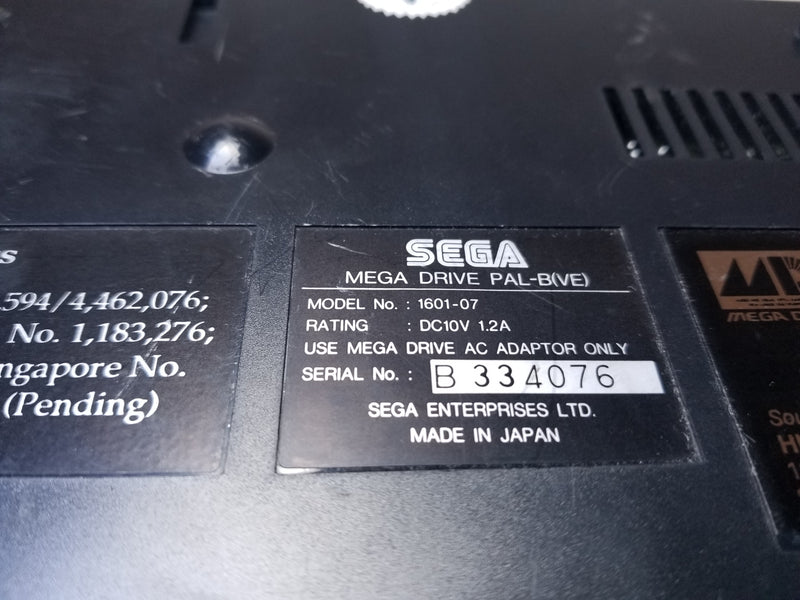 594/4,462,076;
No. 1,183,276;
ngapore No.
(Pending)
SEGA
MEGA DRIVE PAL-B(VE)
MODEL No. : 1601-07
RATING : DC10V 1.2A
USE MEGA DRIVE AC ADAPTOR ONLY
SERIAL No. : B 334076
SEGA ENTERPRISES LTD.
MADE IN JAPAN
MEGA D
Sou